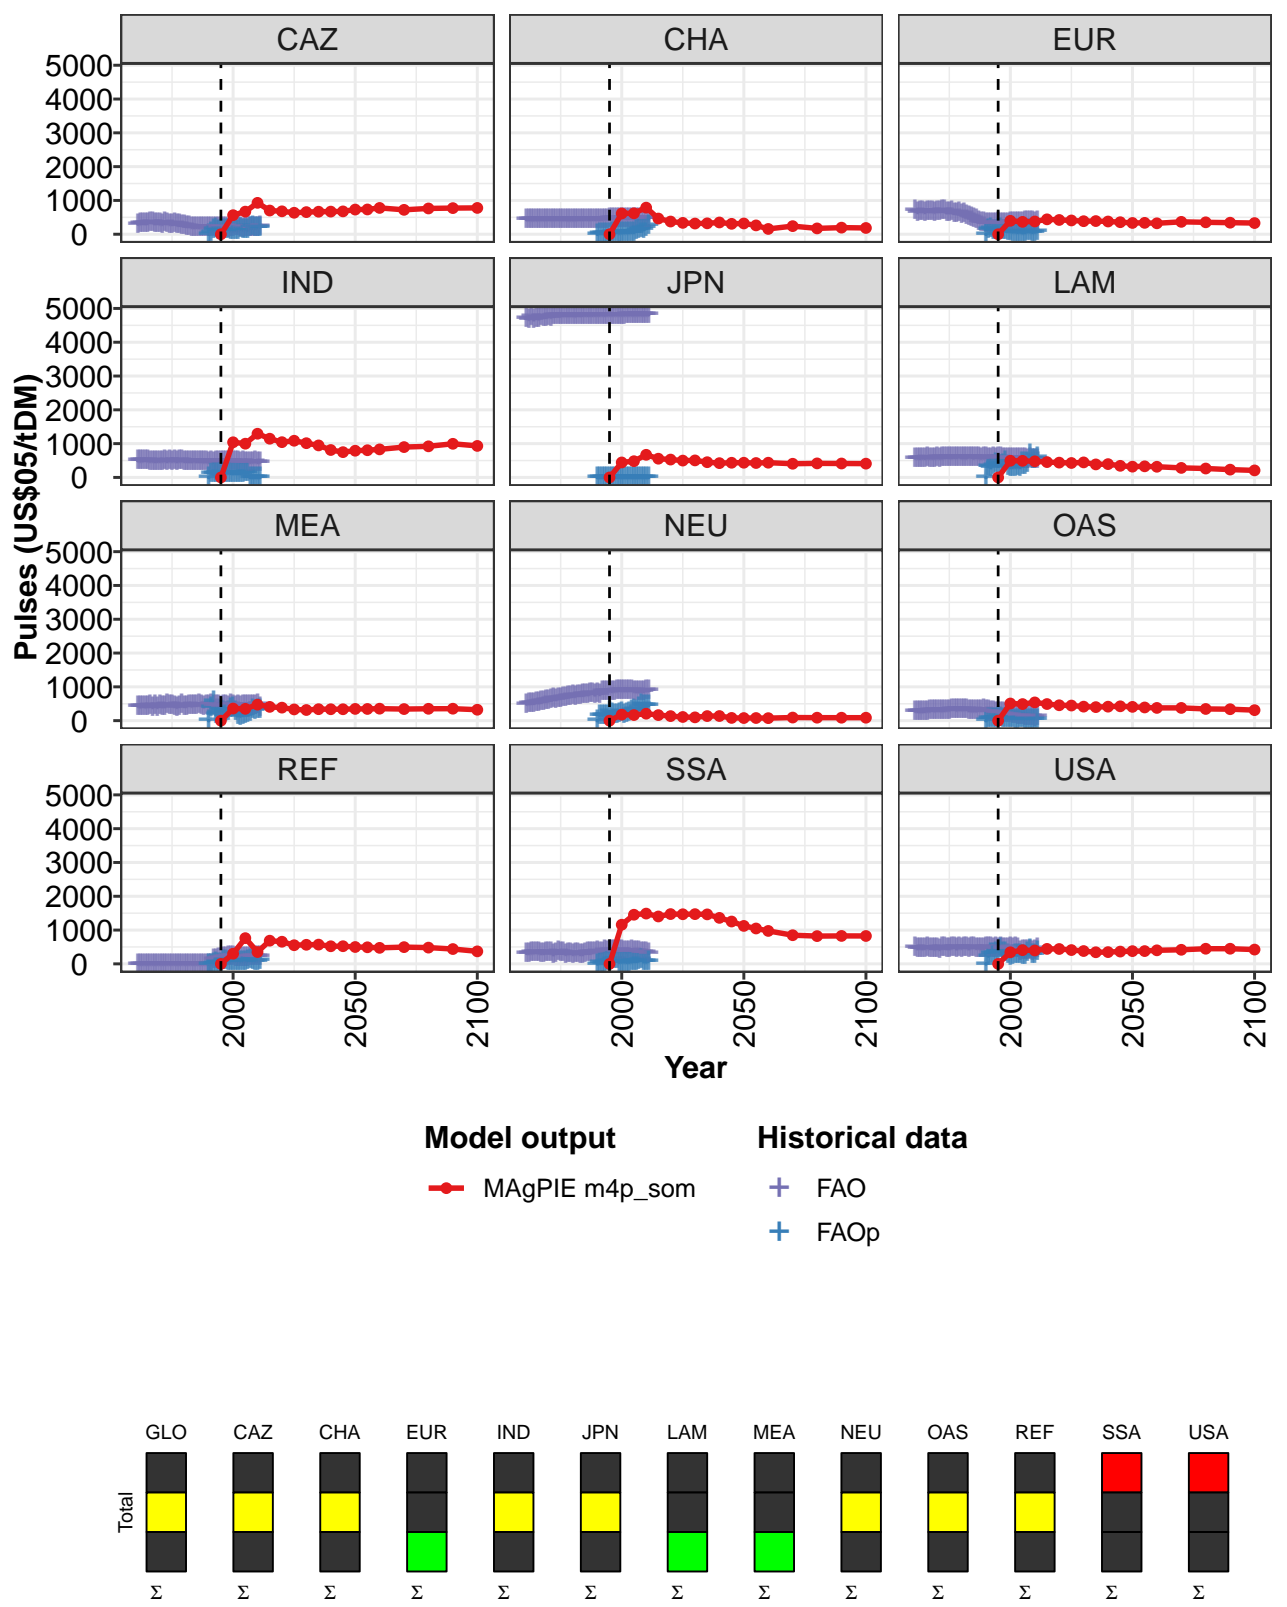 CAZ CHA EUR
5000
4000
3000
2000
1000
0
IND JPN LAM
5000
4000
3000
2000
1000
0
MEA NEU OAS
5000
4000
3000
2000
1000
0
REF SSA USA
5000
4000
3000
2000
1000
0
Pulses (US$05/tDM)
2000 2050 2100 2000 2050 2100 2000 2050 2100
Year
Model output
MAgPIE m4p_som
Historical data
FAO
FAOp
GLO CAZ CHA EUR IND JPN LAM MEA NEU OAS REF SSA USA
Total
Σ Σ Σ Σ Σ Σ Σ Σ Σ Σ Σ Σ Σ